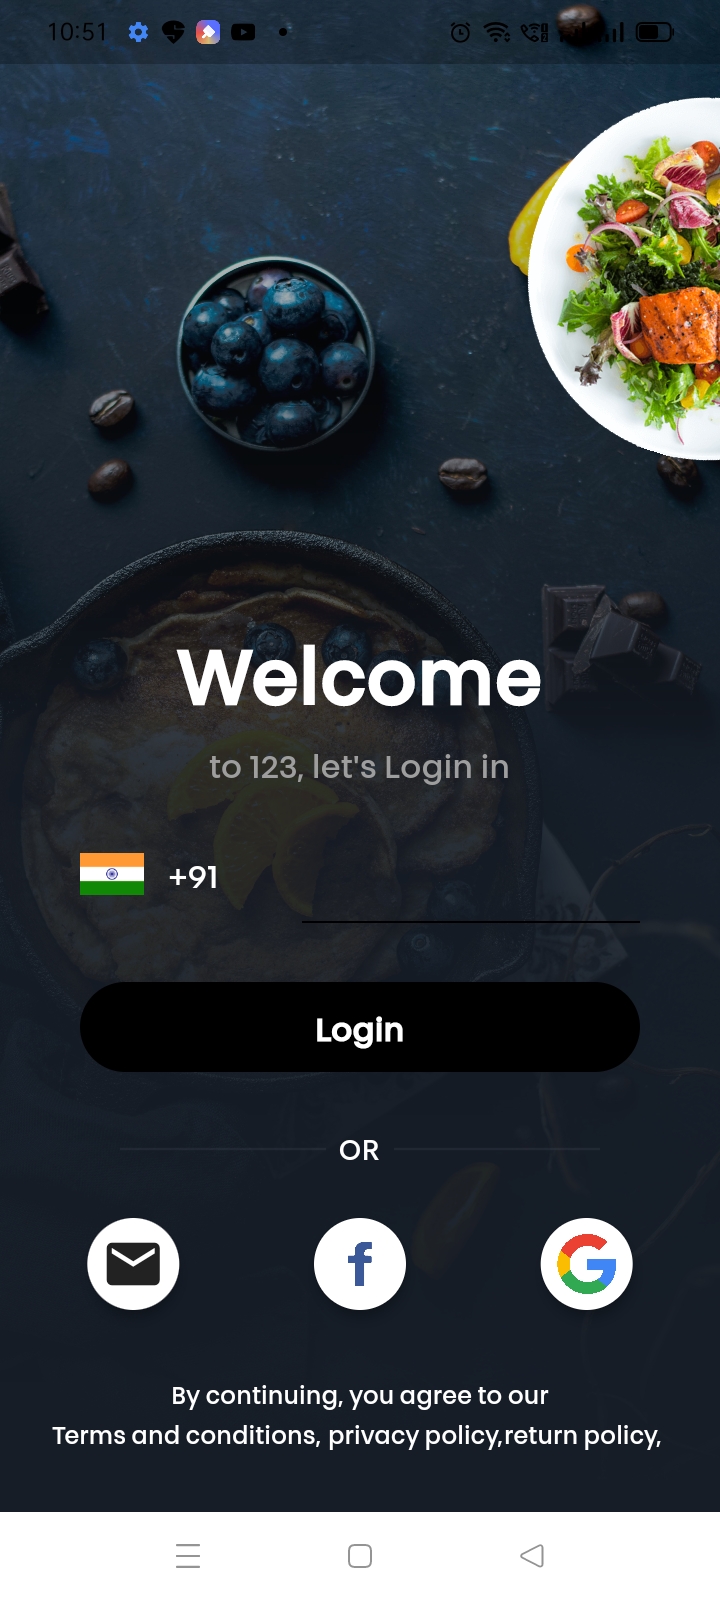 10:51
Welcome
to 123, let's Login in
+91
Login
OR
By continuing, you agree to our
Terms and conditions, privacy policy,return policy,